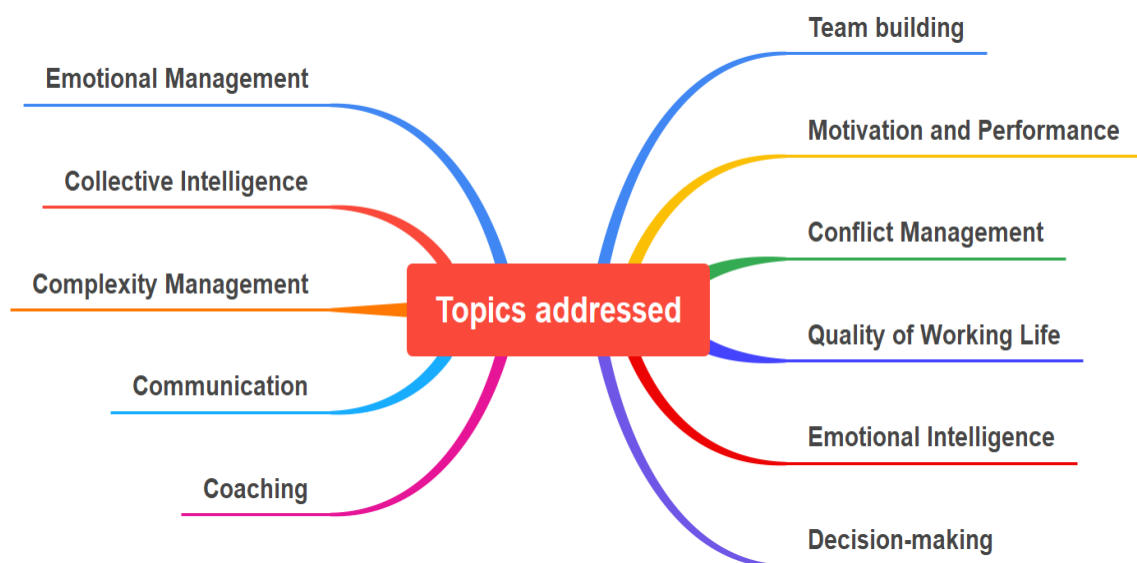 Topics addressed
Emotional Management
Collective Intelligence
Complexity Management
Communication
Coaching
Team building
Motivation and Performance
Conflict Management
Quality of Working Life
Emotional Intelligence
Decision-making